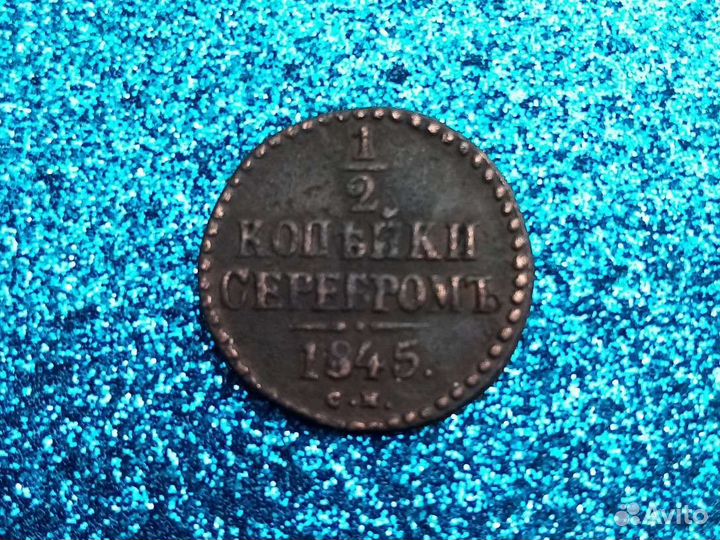 1
2
КОПѢЙКИ
СЕРЕБРОМЪ
1845.
С.М.
Avito